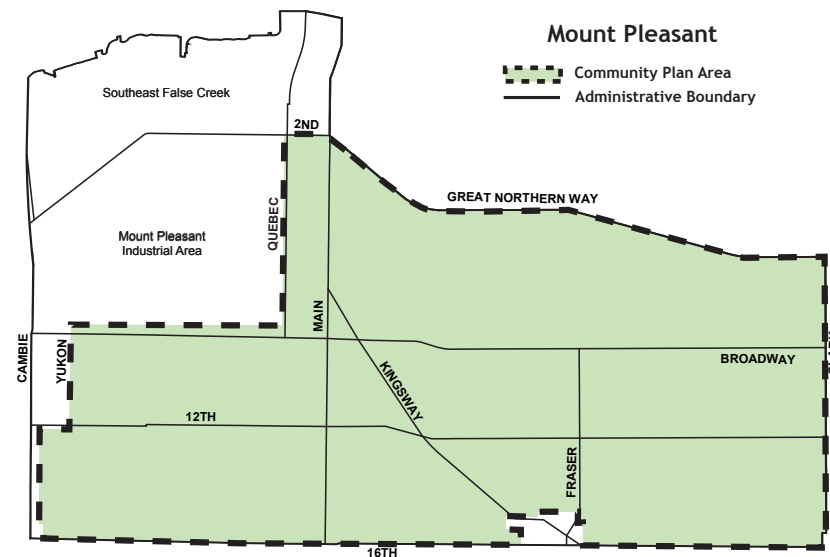 Mount Pleasant
Community Plan Area
Administrative Boundary
Southeast False Creek
2ND
GREAT NORTHERN WAY
QUEBEC
Mount Pleasant
Industrial Area
MAIN
CAMBIE
YUKON
KINGSWAY
BROADWAY
12TH
FRASER
16TH